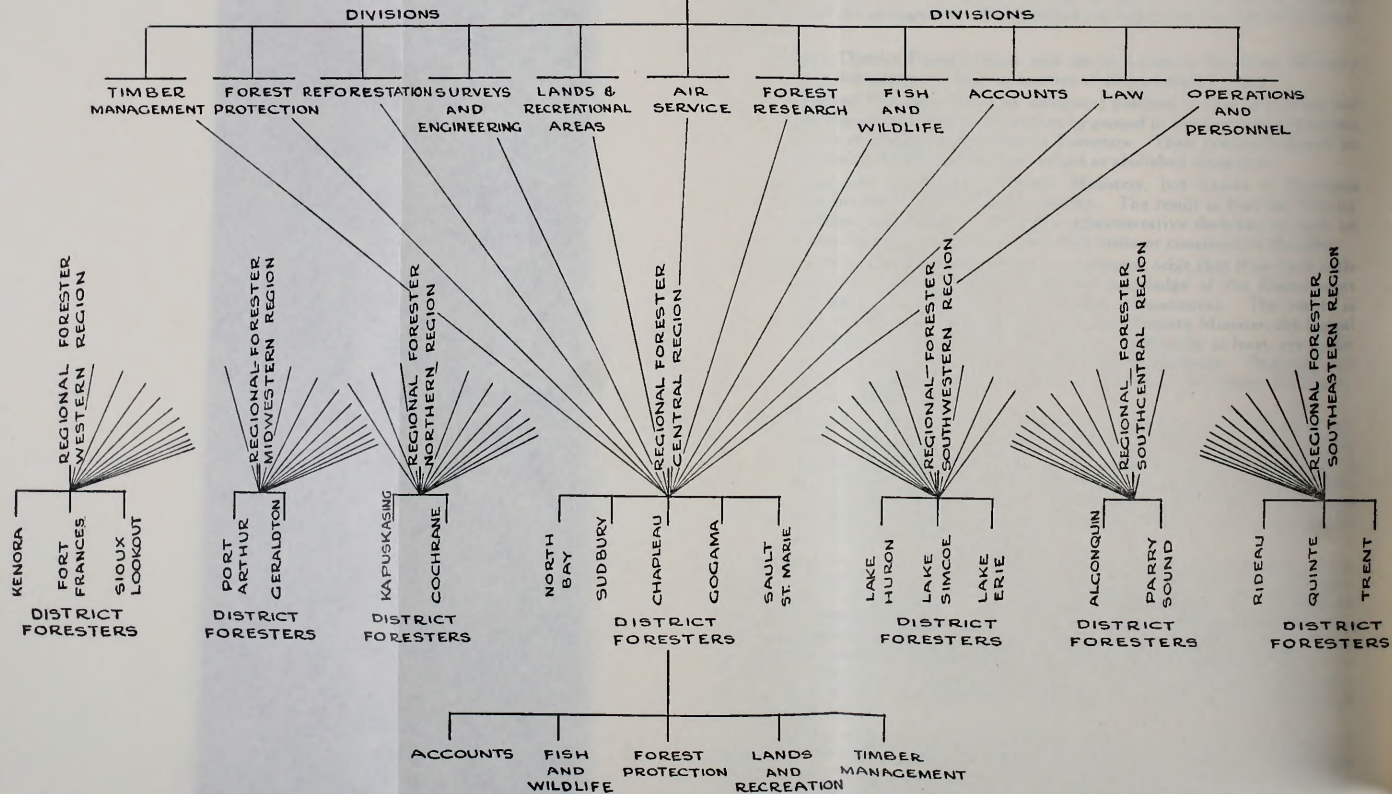 DIVISIONS
DIVISIONS
TIMBER
MANAGEMENT
FOREST
PROTECTION
REFORESTATION
SURVEYS
AND
ENGINEERING
LANDS &
RECREATIONAL
AREAS
AIR
SERVICE
FOREST
RESEARCH
FISH
AND
WILDLIFE
ACCOUNTS
LAW
OPERATIONS
AND
PERSONNEL
REGIONAL FORESTER
WESTERN REGION
REGIONAL-FORESTER
MIDWESTERN REGION
REGIONAL FORESTER
NORTHERN REGION
REGIONAL FORESTER
CENTRAL REGION
REGIONAL-FORESTER
SOUTHWESTERN REGION
REGIONAL FORESTER
SOUTHCENTRAL REGION
REGIONAL FORESTER
SOUTHEASTERN REGION
KENORA
FORT
FRANCES
SIOUX
LOOKOUT
DISTRICT
FORESTERS
PORT
ARTHUR
GERALDTON
DISTRICT
FORESTERS
KAPUSKASING
COCHRANE
DISTRICT
FORESTERS
NORTH
BAY
SUDBURY
CHAPLEAU
GOGAMA
SAULT
ST. MARIE
DISTRICT
FORESTERS
LAKE
HURON
LAKE
SIMCOE
LAKE
ERIE
DISTRICT
FORESTERS
ALGONQUIN
PARRY
SOUND
DISTRICT
FORESTERS
RIDEAU
QUINTE
TRENT
DISTRICT
FORESTERS
ACCOUNTS
FISH
AND
WILDLIFE
FOREST
PROTECTION
LANDS
AND
RECREATION
TIMBER
MANAGEMENT